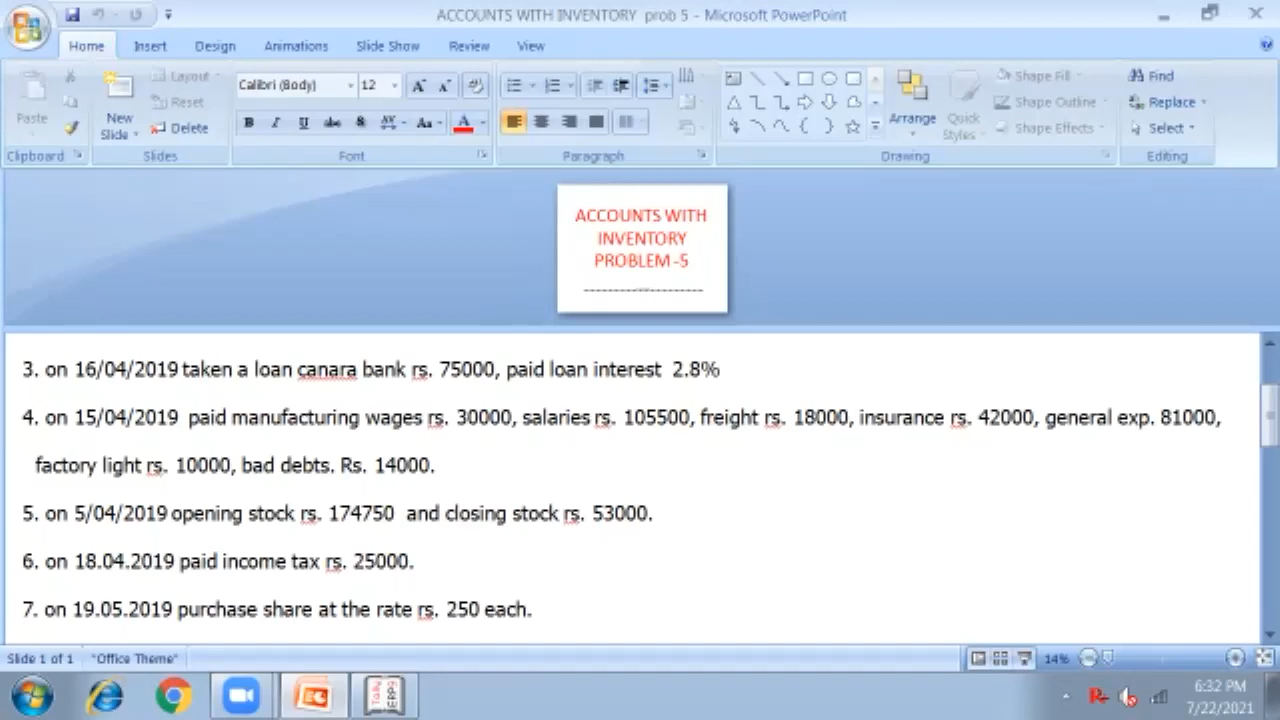 ACCOUNTS WITH INVENTORY prob 5 - Microsoft PowerPoint
Home Insert Design Animations Slide Show Review View
Paste
New Slide
Layout
Reset
Delete
Calibri (Body) 12
Shape Fill
Shape Outline
Shape Effects
Arrange
Quick Styles
Find
Replace
Select
Clipboard Slides Font Paragraph Drawing Editing
ACCOUNTS WITH
INVENTORY
PROBLEM -5
3. on 16/04/2019 taken a loan canara bank rs. 75000, paid loan interest 2.8%
4. on 15/04/2019 paid manufacturing wages rs. 30000, salaries rs. 105500, freight rs. 18000, insurance rs. 42000, general exp. 81000,
factory light rs. 10000, bad debts. Rs. 14000.
5. on 5/04/2019 opening stock rs. 174750 and closing stock rs. 53000.
6. on 18.04.2019 paid income tax rs. 25000.
7. on 19.05.2019 purchase share at the rate rs. 250 each.
Slide 1 of 1 "Office Theme" 14%
6:32 PM
7/22/2021